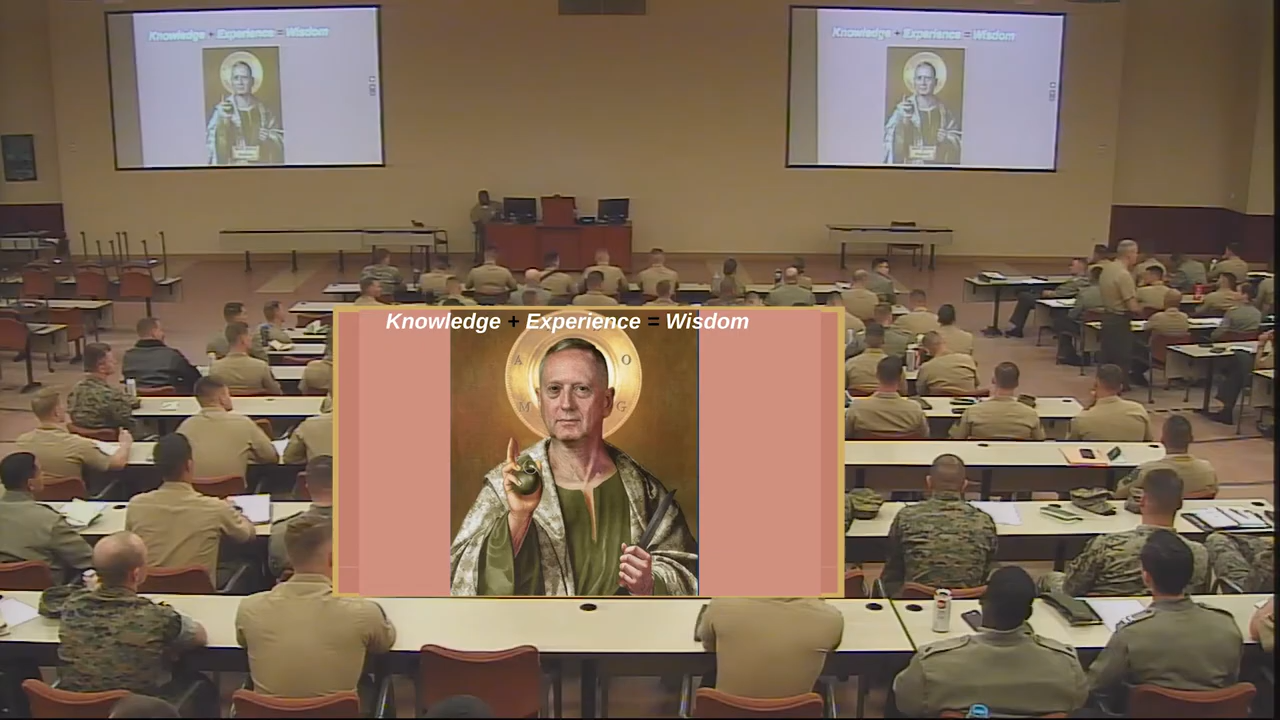 Knowledge + Experience = Wisdom
Knowledge + Experience = Wisdom
Knowledge + Experience = Wisdom
A O
M G